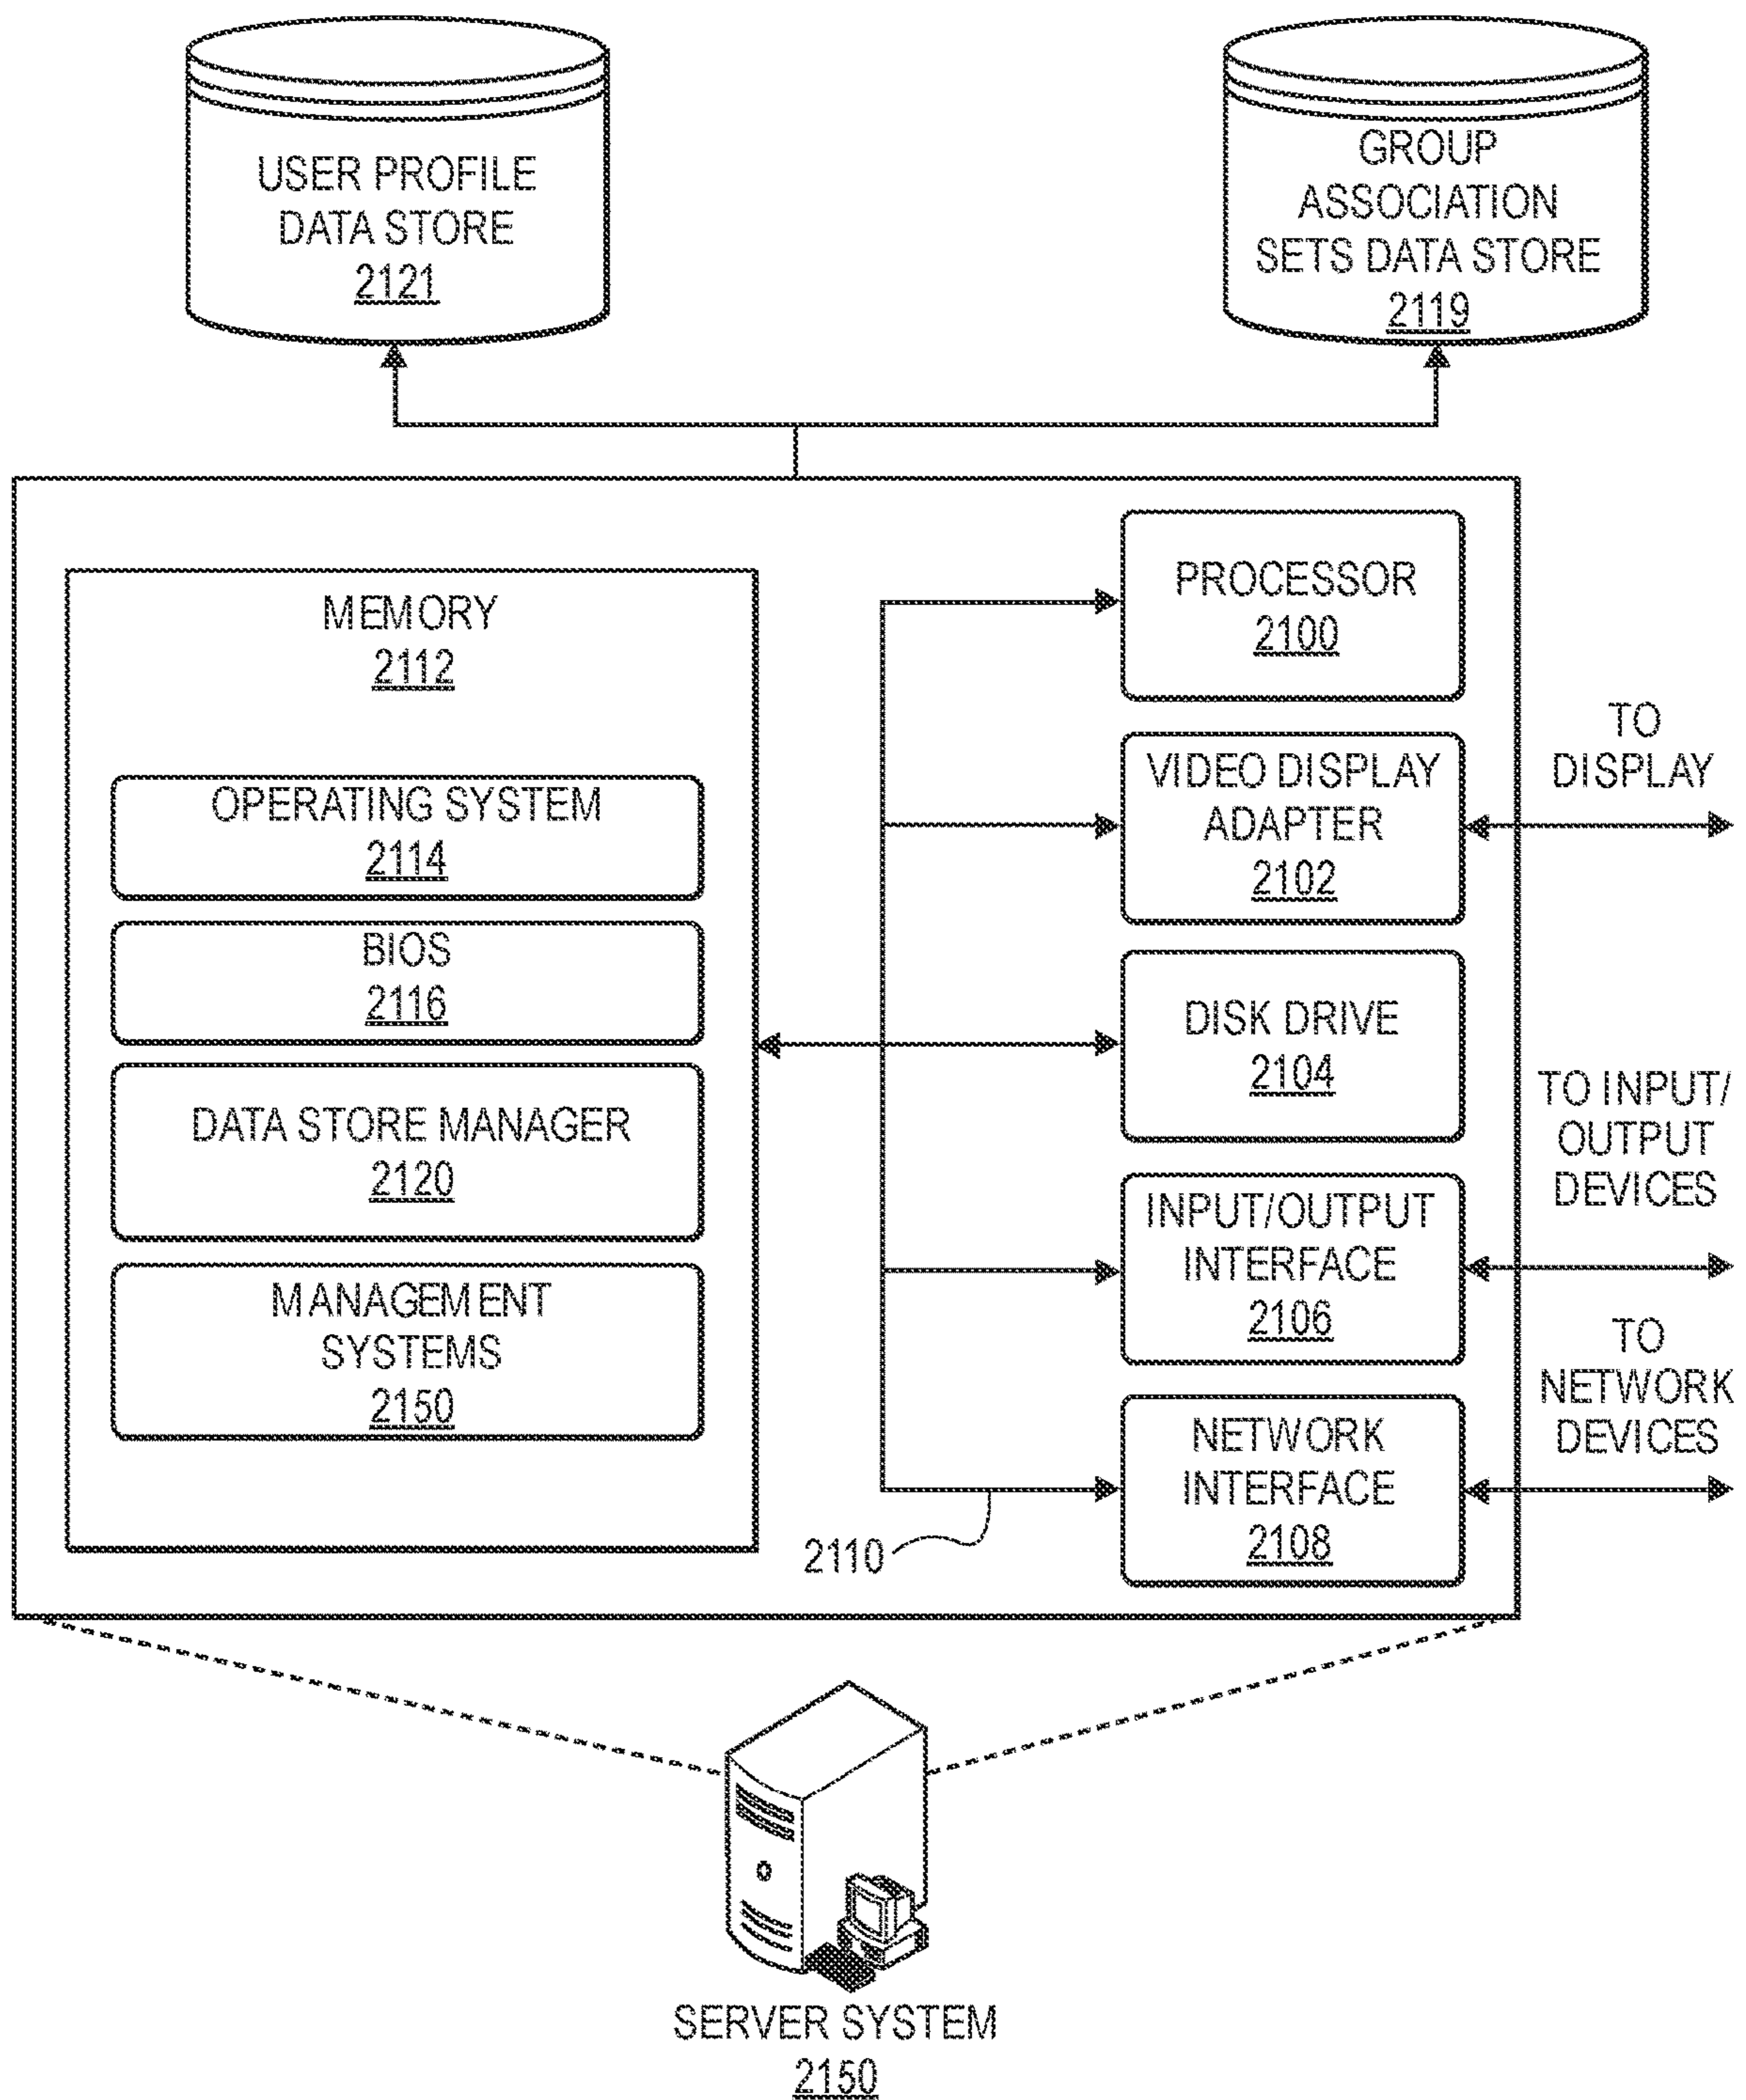 USER PROFILE
DATA STORE
2121
GROUP
ASSOCIATION
SETS DATA STORE
2119
MEMORY
2112
OPERATING SYSTEM
2114
BIOS
2116
DATA STORE MANAGER
2120
MANAGEMENT
SYSTEMS
2150
PROCESSOR
2100
VIDEO DISPLAY
ADAPTER
2102
DISK DRIVE
2104
INPUT/OUTPUT
INTERFACE
2106
NETWORK
INTERFACE
2108
2110
TO
DISPLAY
TO INPUT/
OUTPUT
DEVICES
TO
NETWORK
DEVICES
SERVER SYSTEM
2150